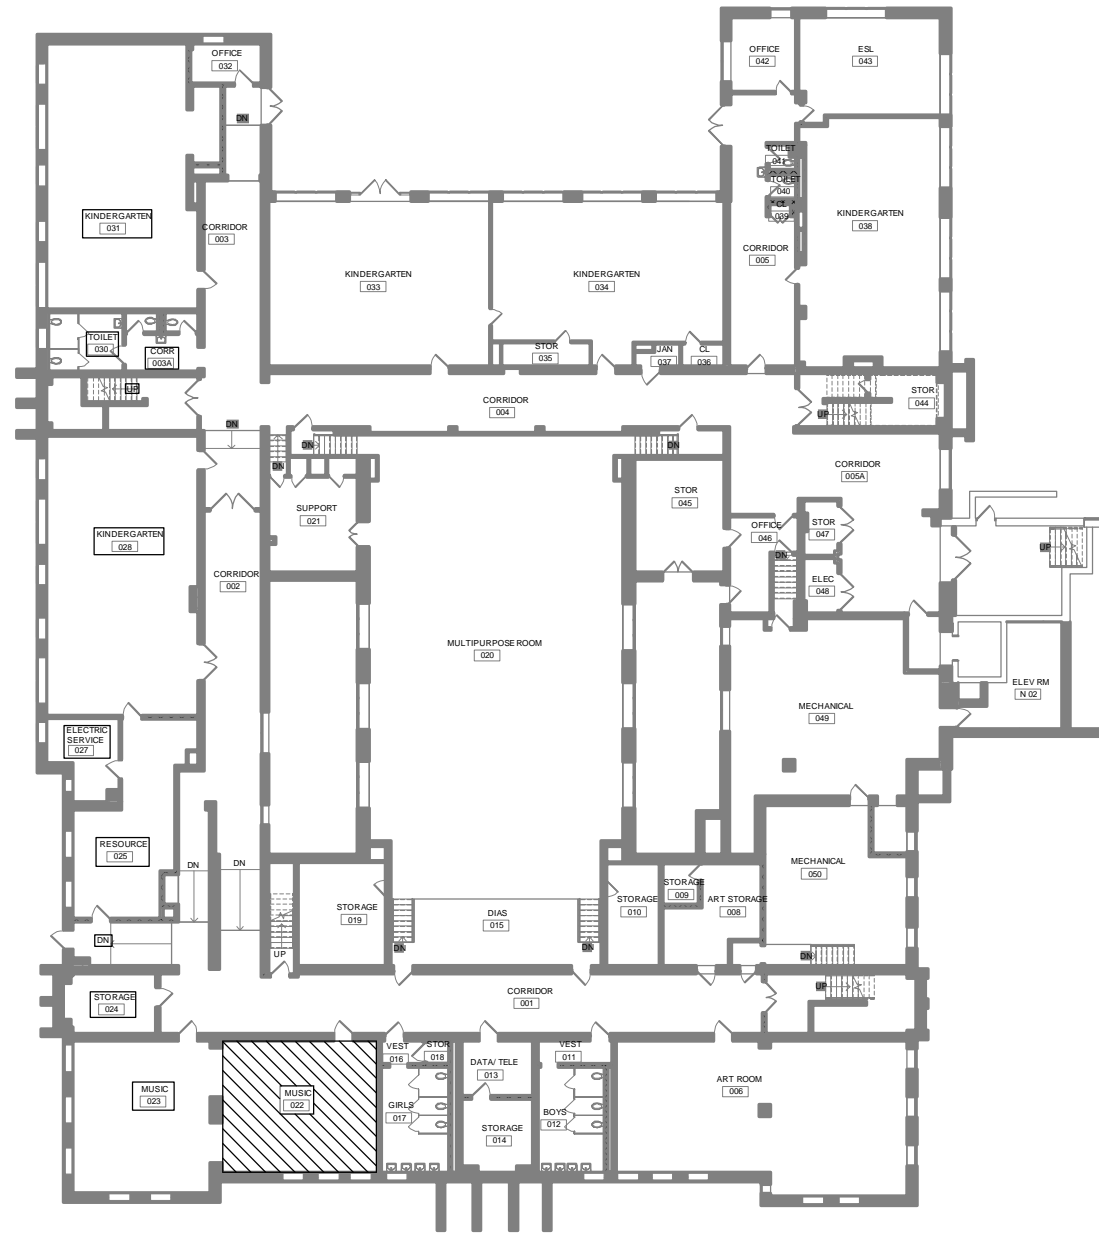 OFFICE
042
ESL
043
OFFICE
032
DN
TOILET
041
TOILET
040
CL
039
KINDERGARTEN
031
CORRIDOR
003
KINDERGARTEN
038
CORRIDOR
005
KINDERGARTEN
033
KINDERGARTEN
034
TOILET
030
CORR
003A
STOR
035
JAN
037
CL
036
UP
STOR
044
CORRIDOR
004
UP
DN
DN
DN
DN
CORRIDOR
005A
STOR
045
SUPPORT
021
OFFICE
046
STOR
047
KINDERGARTEN
028
UP
DN
CORRIDOR
002
ELEC
048
MULTIPURPOSE ROOM
020
ELEV RM
N 02
MECHANICAL
049
ELECTRIC
SERVICE
027
RESOURCE
025
DN
DN
MECHANICAL
050
STORAGE
009
STORAGE
019
DIAS
015
STORAGE
010
ART STORAGE
008
DN
UP
DN
DN
DN
UP
STORAGE
024
CORRIDOR
001
VEST
016
STOR
018
DATA/ TELE
013
VEST
011
ART ROOM
006
MUSIC
023
MUSIC
022
GIRLS
017
STORAGE
014
BOYS
012